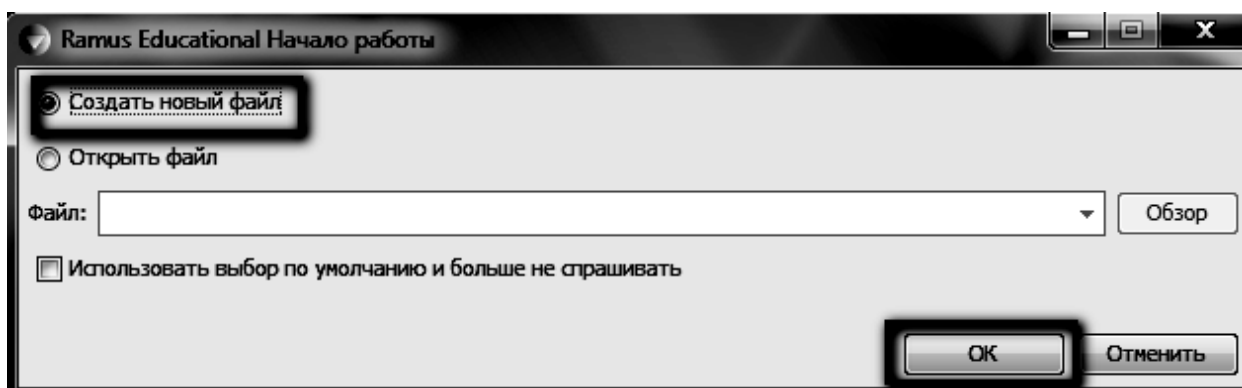 Ramus Educational Начало работы
Создать новый файл
Открыть файл
Файл:
Обзор
Использовать выбор по умолчанию и больше не спрашивать
OK
Отменить